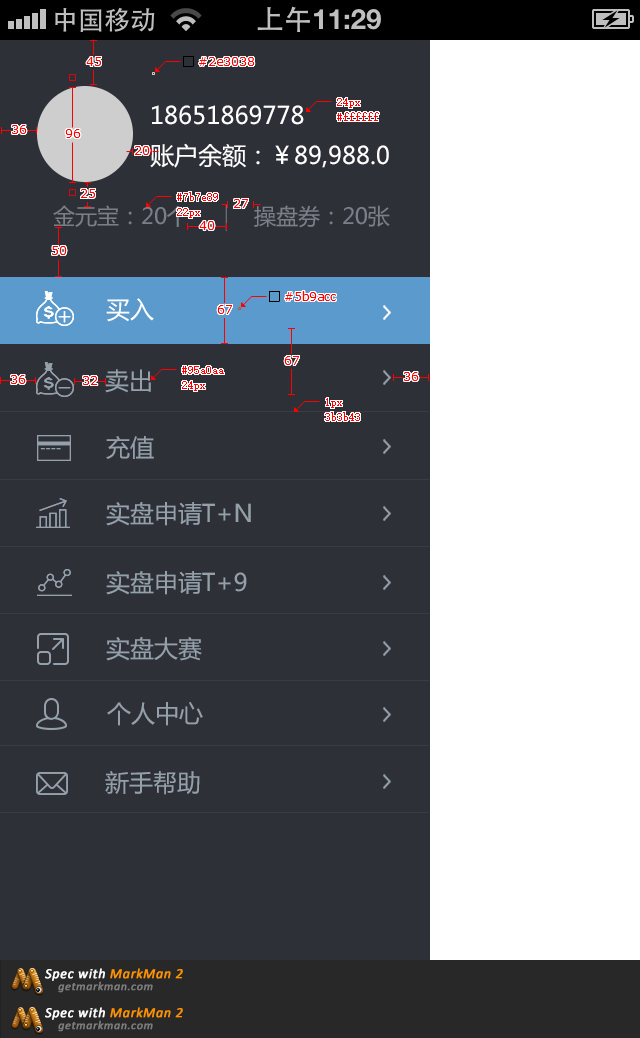 中国移动 上午11:29
45
#2e3038
36
96
18651869778
24px
#ffffff
20
账户余额：￥89,988.0
25
#7b7e89
22px
27
金元宝：20个
操盘券：20张
40
50
买入
67
#5b9acc
67
36
32
卖出
#95a0aa
24px
36
1px
3b3b43
充值
实盘申请T+N
实盘申请T+9
实盘大赛
个人中心
新手帮助
Spec with MarkMan 2
getmarkman.com
Spec with MarkMan 2
getmarkman.com